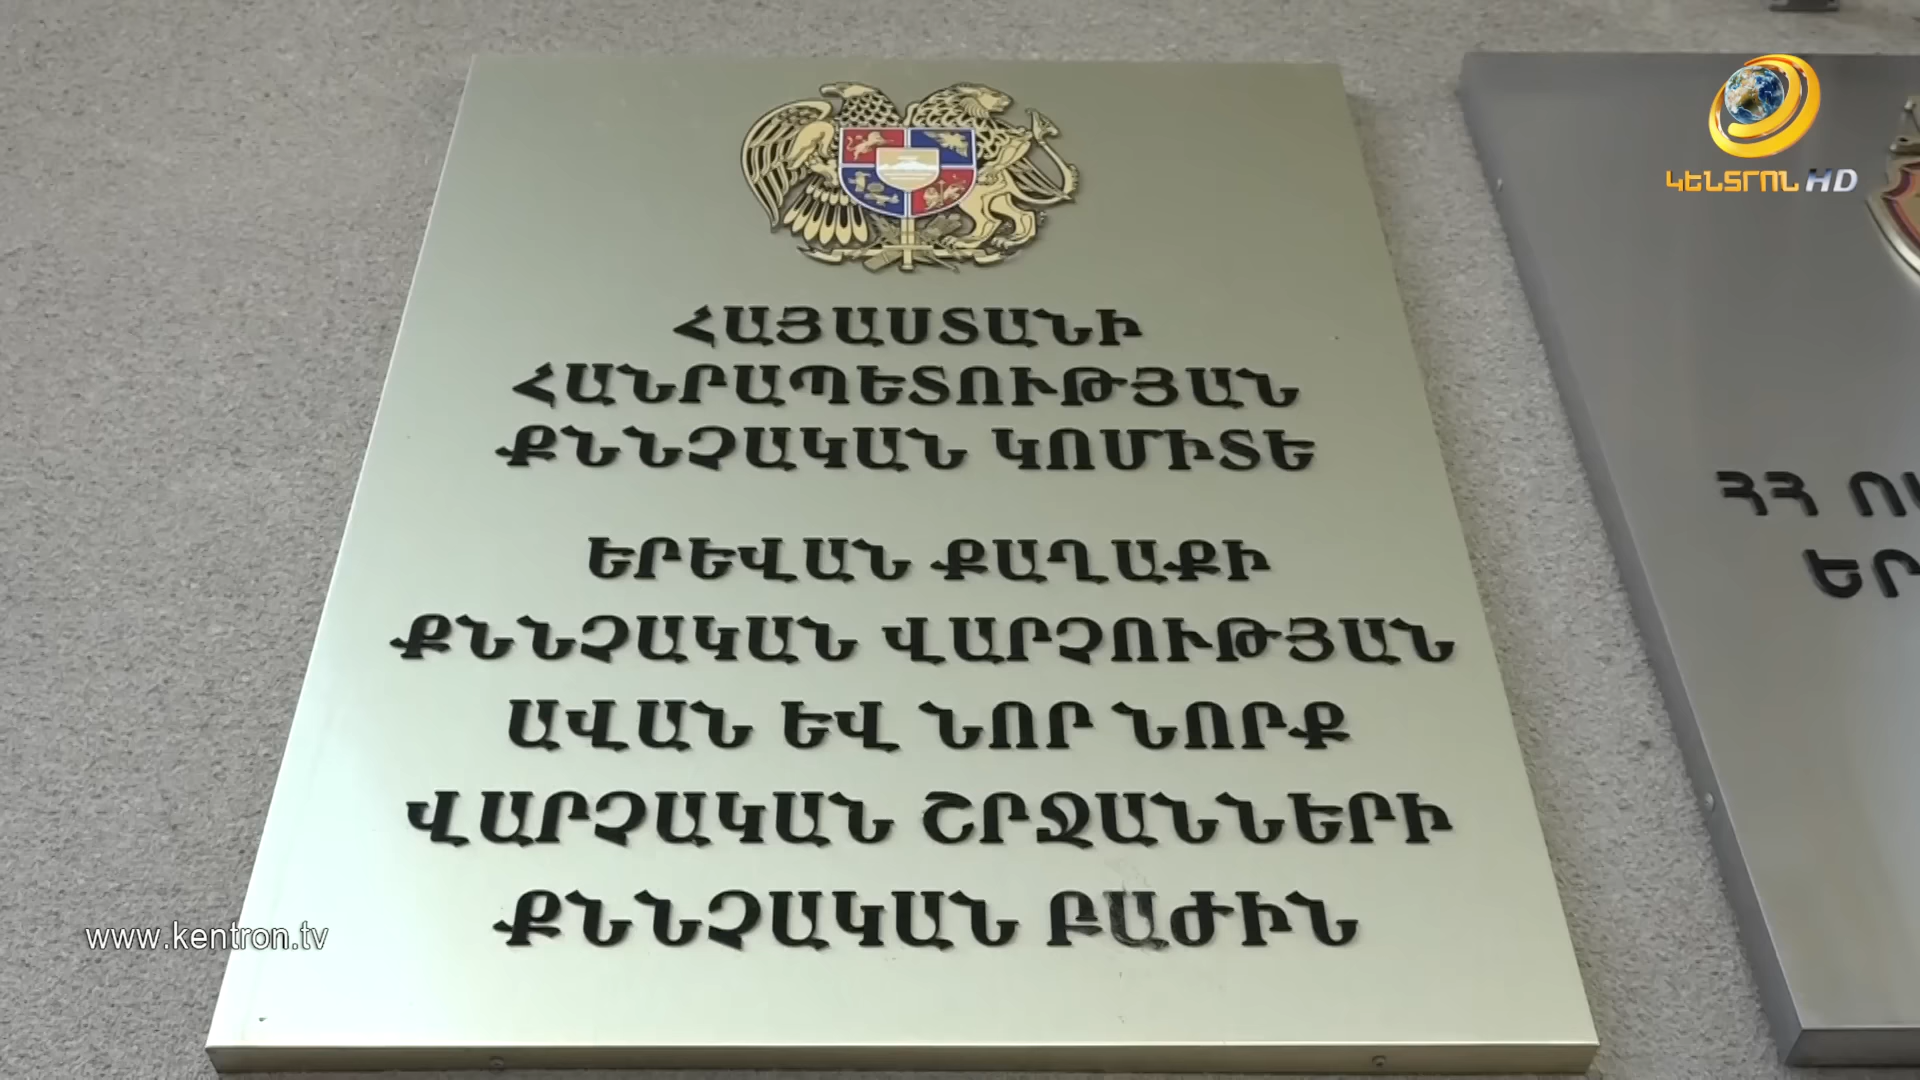 ԿԵՆՏՐՈՆ HD
ՀԱՅԱՍՏԱՆԻ
ՀԱՆՐԱՊԵՏՈՒԹՅԱՆ
ՔՆՆՉԱԿԱՆ ԿՈՄԻՏԵ
ԵՐԵՎԱՆ ՔԱՂԱՔԻ
ՔՆՆՉԱԿԱՆ ՎԱՐՉՈՒԹՅԱՆ
ԱՎԱՆ ԵՎ ՆՈՐ ՆՈՐՔ
ՎԱՐՉԱԿԱՆ ՇՐՋԱՆՆԵՐԻ
ՔՆՆՉԱԿԱՆ ԲԱԺԻՆ
ՀՀ
www.kentron.tv